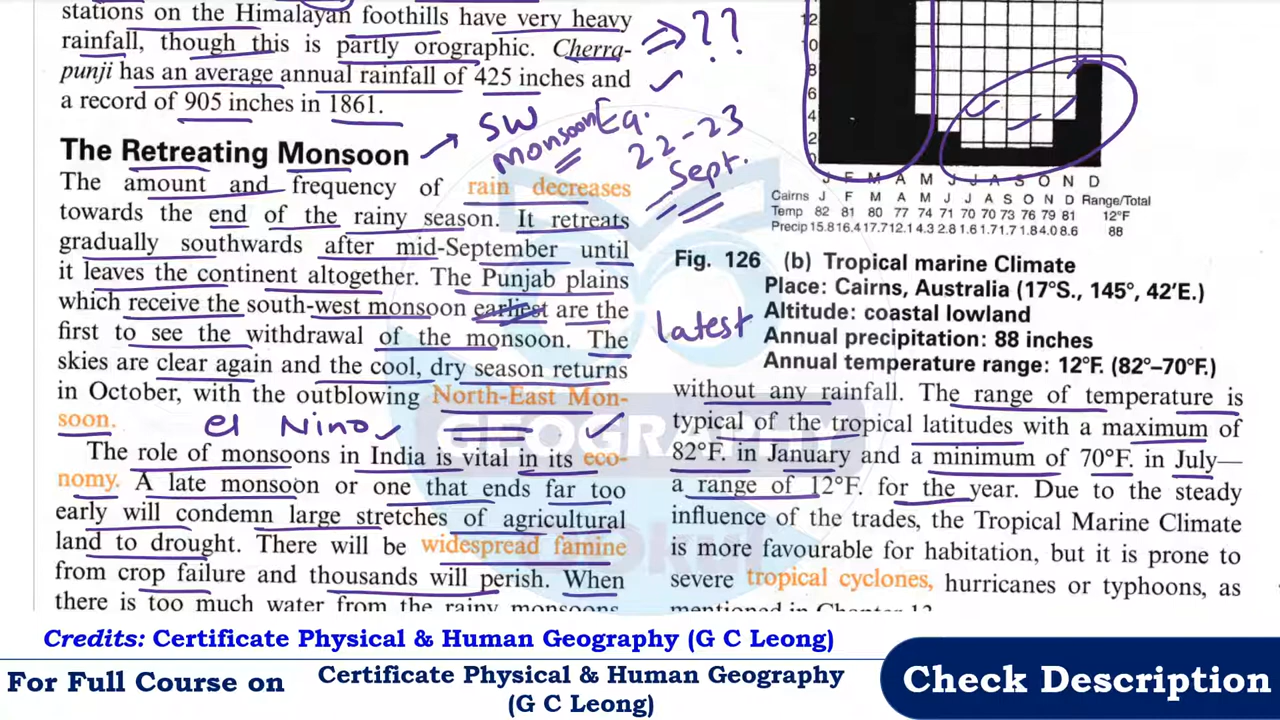 stations on the Himalayan foothills have very heavy
rainfall, though this is partly orographic. Cherra-
punji has an average annual rainfall of 425 inches and
a record of 905 inches in 1861.
??
SW
Monsoon
Eq.
22-23
Sept.
The Retreating Monsoon
The amount and frequency of rain decreases
towards the end of the rainy season. It retreats
gradually southwards after mid-September until
it leaves the continent altogether. The Punjab plains
which receive the south-west monsoon earliest are the
first to see the withdrawal of the monsoon. The
skies are clear again and the cool, dry season returns
in October, with the outblowing North-East Mon-
soon.
latest
el Nino
The role of monsoons in India is vital in its eco-
nomy. A late monsoon or one that ends far too
early will condemn large stretches of agricultural
land to drought. There will be widespread famine
from crop failure and thousands will perish. When
there is too much water from the rainy monsoons
12
10
8
6
4
2
0
J F M A M J J A S O N D
Cairns J F M A M J J A S O N D Range/Total
Temp 82 81 80 77 74 71 70 70 73 76 79 81 12°F
Precip 15.8 16.4 17.7 12.1 4.3 2.8 1.6 1.7 1.7 1.8 4.0 8.6 88
Fig. 126 (b) Tropical marine Climate
Place: Cairns, Australia (17°S., 145°, 42'E.)
Altitude: coastal lowland
Annual precipitation: 88 inches
Annual temperature range: 12°F. (82°–70°F.)
without any rainfall. The range of temperature is
typical of the tropical latitudes with a maximum of
82°F. in January and a minimum of 70°F. in July—
a range of 12°F. for the year. Due to the steady
influence of the trades, the Tropical Marine Climate
is more favourable for habitation, but it is prone to
severe tropical cyclones, hurricanes or typhoons, as
mentioned in Chapter 12
GEOGRAPHY
Credits: Certificate Physical & Human Geography (G C Leong)
For Full Course on
Certificate Physical & Human Geography
(G C Leong)
Check Description